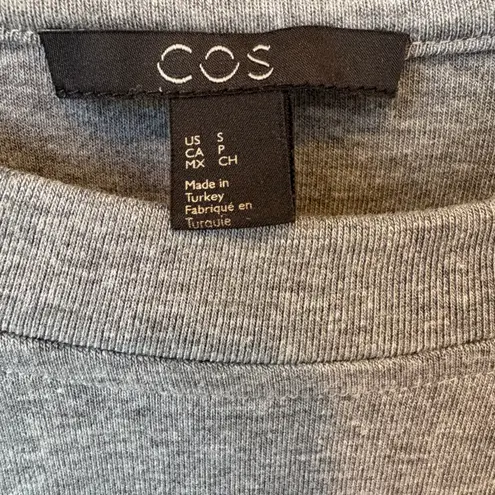 COS
US S
CA P
MX CH
Made in
Turkey
Fabriqué en
Turquie